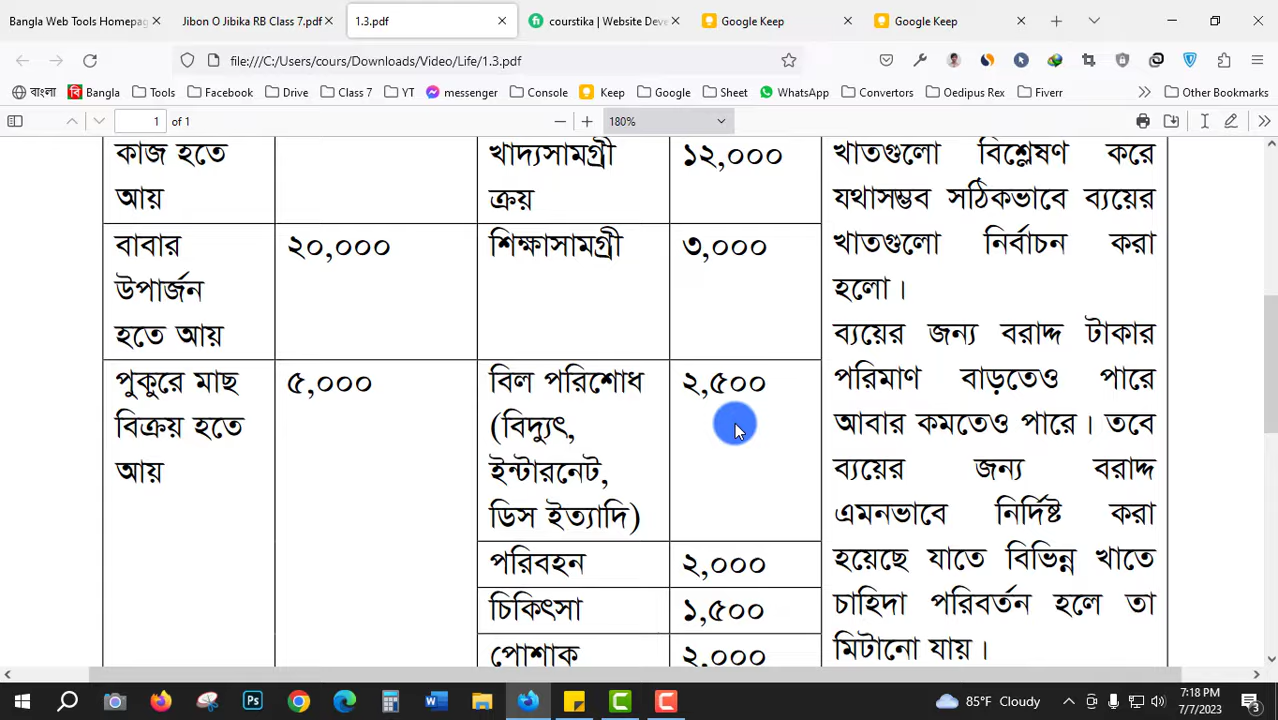 Bangla Web Tools Homepag
Jibon O Jibika RB Class 7.pdf
1.3.pdf
courstika | Website Deve
Google Keep
Google Keep
file:///C:/Users/cours/Downloads/Video/Life/1.3.pdf
বাংলা
Bangla
Tools
Facebook
Drive
Class 7
YT
messenger
Console
Keep
Google
Sheet
WhatsApp
Convertors
Oedipus Rex
Fiverr
Other Bookmarks
1 of 1
180%
কাজ হতে
আয়
খাদ্যসামগ্রী
ক্রয়
১২,০০০
বাবার
উপার্জন
হতে আয়
২০,০০০
শিক্ষাসামগ্রী
৩,০০০
পুকুরে মাছ
বিক্রয় হতে
আয়
৫,০০০
বিল পরিশোধ
(বিদ্যুৎ,
ইন্টারনেট,
ডিস ইত্যাদি)
২,৫০০
পরিবহন
২,০০০
চিকিৎসা
১,৫০০
পোশাক
২,০০০
খাতগুলো বিশ্লেষণ করে
যথাসম্ভব সঠিকভাবে ব্যয়ের
খাতগুলো নির্বাচন করা
হলো।
ব্যয়ের জন্য বরাদ্দ টাকার
পরিমাণ বাড়তেও পারে
আবার কমতেও পারে। তবে
ব্যয়ের জন্য বরাদ্দ
এমনভাবে নির্দিষ্ট করা
হয়েছে যাতে বিভিন্ন খাতে
চাহিদা পরিবর্তন হলে তা
মিটানো যায়।
85°F Cloudy
7:18 PM
7/7/2023
3